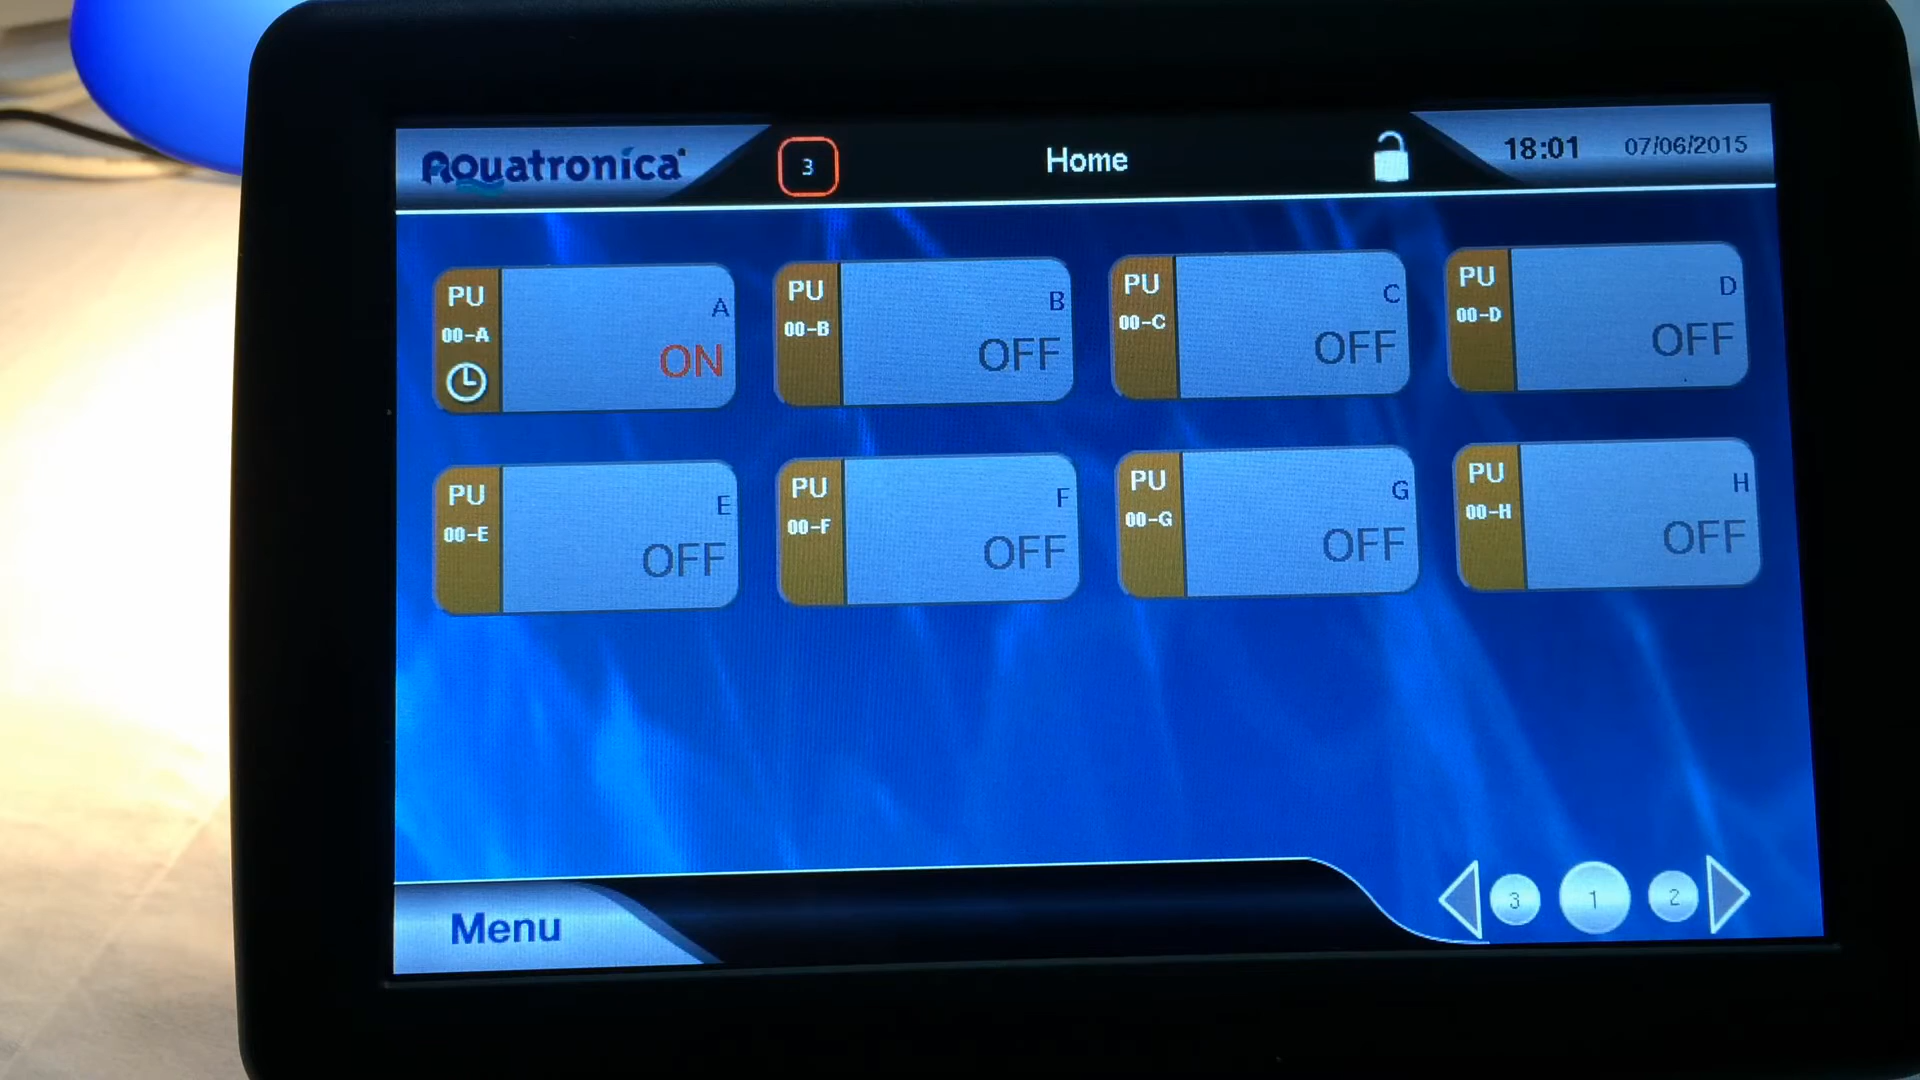 Aquatronica
3
Home
18:01 07/06/2015
PU
00-A
A
ON
PU
00-B
B
OFF
PU
00-C
C
OFF
PU
00-D
D
OFF
PU
00-E
E
OFF
PU
00-F
F
OFF
PU
00-G
G
OFF
PU
00-H
H
OFF
Menu
3 1 2